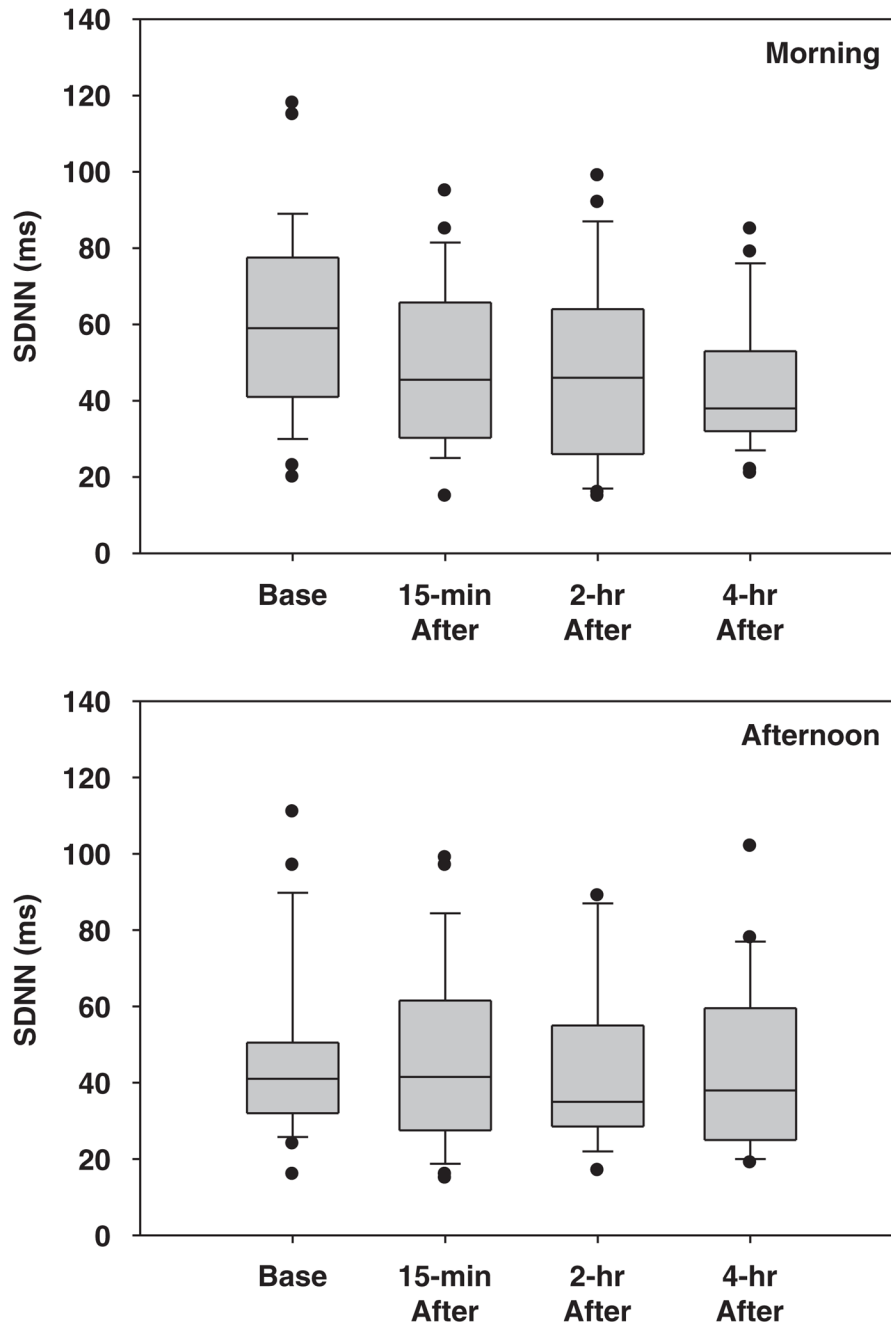 Morning
SDNN (ms)
140
120
100
80
60
40
20
0
Base
15-min
After
2-hr
After
4-hr
After
Afternoon
SDNN (ms)
140
120
100
80
60
40
20
0
Base
15-min
After
2-hr
After
4-hr
After